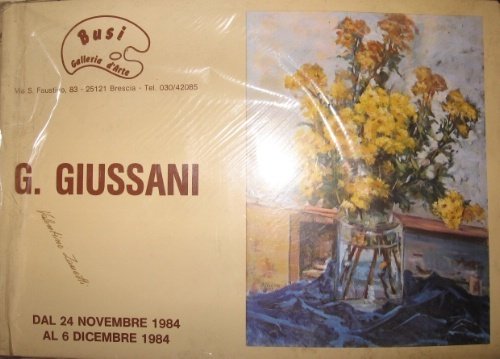 Busi
Galleria d'Arte
Via S. Faustino, 83 - 25121 Brescia - Tel. 030/42085
G. GIUSSANI
Valentino
DAL 24 NOVEMBRE 1984
AL 6 DICEMBRE 1984